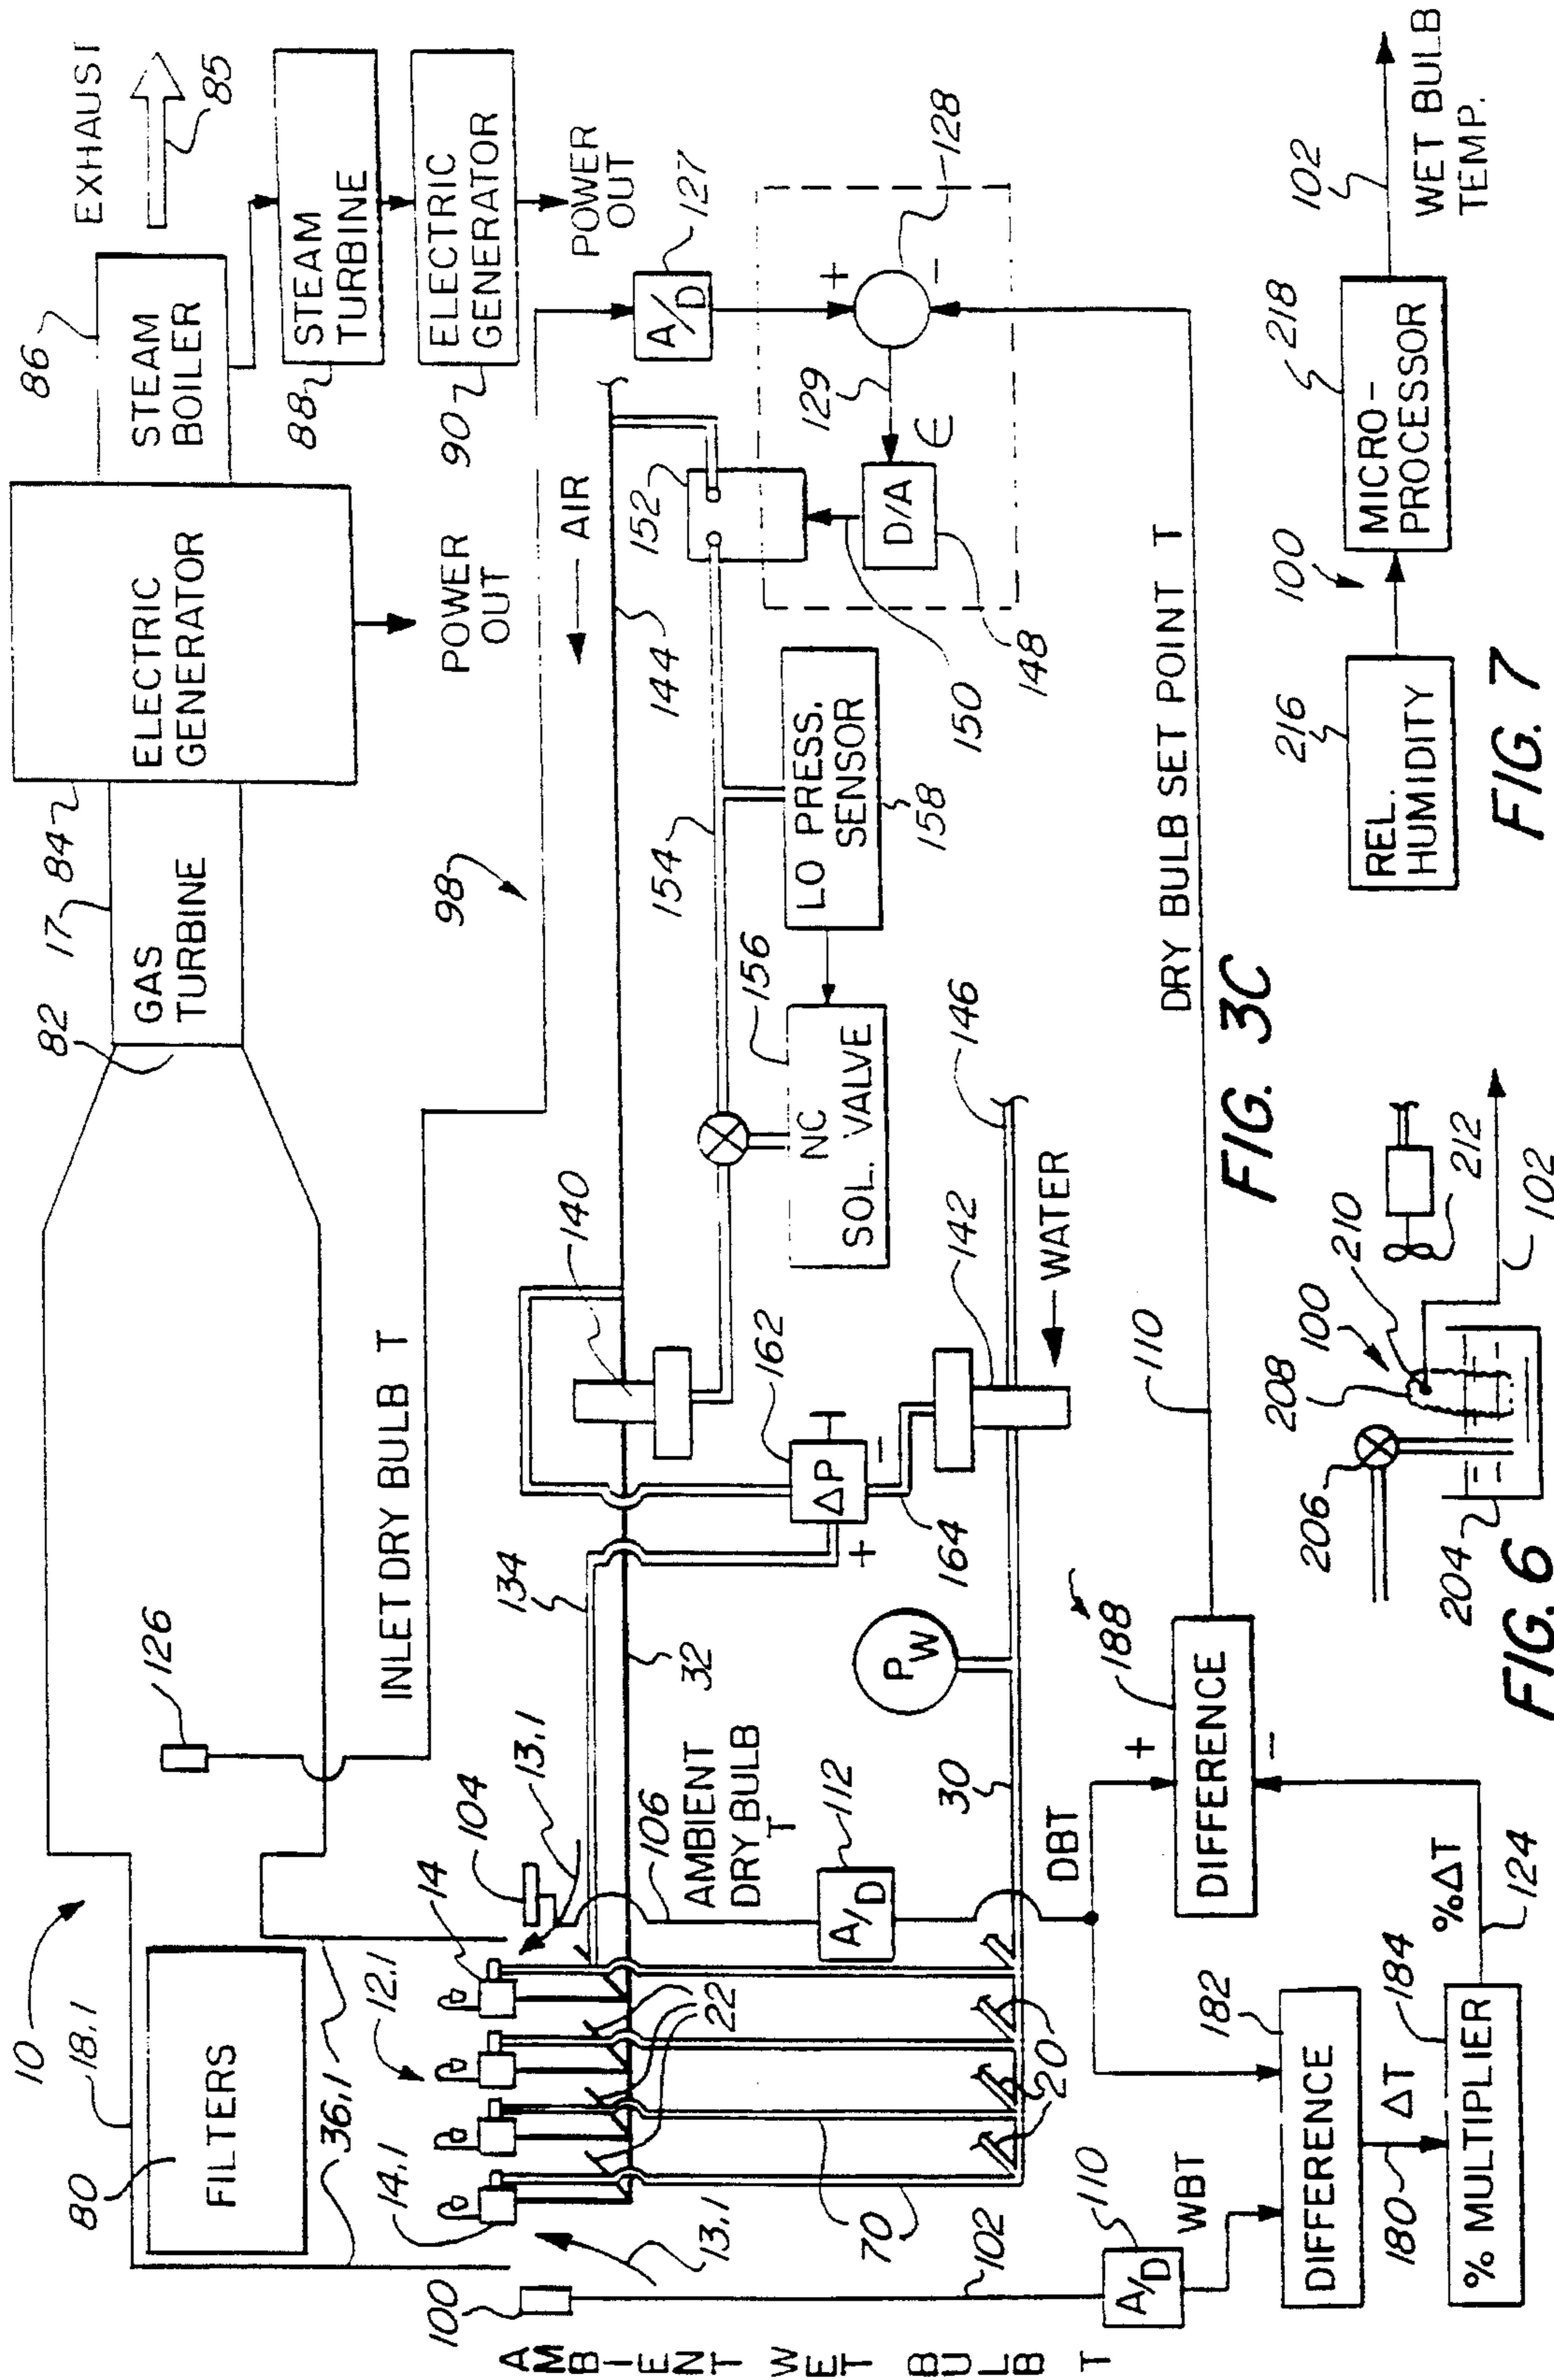 10
18.1
80
FILTERS
36.1
126
INLET DRY BULB T
82
GAS
TURBINE
17
84
ELECTRIC
GENERATOR
POWER
OUT
86
STEAM
BOILER
EXHAUST
85
88
STEAM
TURBINE
90
ELECTRIC
GENERATOR
POWER
OUT
98
A/D
127
+
-
128
129
ϵ
D/A
148
150
152
AIR
144
154
LO PRESS.
SENSOR
158
156
NC
SOL. VALVE
140
162
ΔP
+
-
164
142
146
WATER
134
32
13.1
104
14
12.1
14.1
22
106
AMBIENT
DRY BULB
T
112
A/D
DBT
PW
30
20
70
13.1
100
102
AMBIENT WET BULB T
110
A/D
WBT
182
DIFFERENCE
180
ΔT
184
% MULTIPLIER
%ΔT
124
188
+
DIFFERENCE
-
110
DRY BULB SET POINT T
FIG. 3C
206
208
100
210
212
204
102
FIG. 6
216
REL.
HUMIDITY
100
218
MICRO-
PROCESSOR
102
WET BULB
TEMP.
FIG. 7